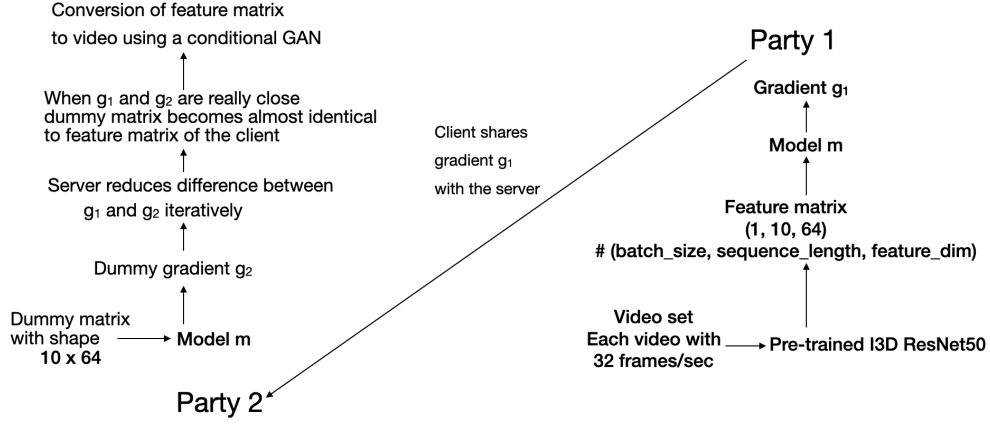 Conversion of feature matrix
to video using a conditional GAN
When g1 and g2 are really close
dummy matrix becomes almost identical
to feature matrix of the client
Server reduces difference between
g1 and g2 iteratively
Dummy gradient g2
Dummy matrix
with shape
10 x 64
Model m
Party 2
Client shares
gradient g1
with the server
Party 1
Gradient g1
Model m
Feature matrix
(1, 10, 64)
# (batch_size, sequence_length, feature_dim)
Video set
Each video with
32 frames/sec
Pre-trained I3D ResNet50